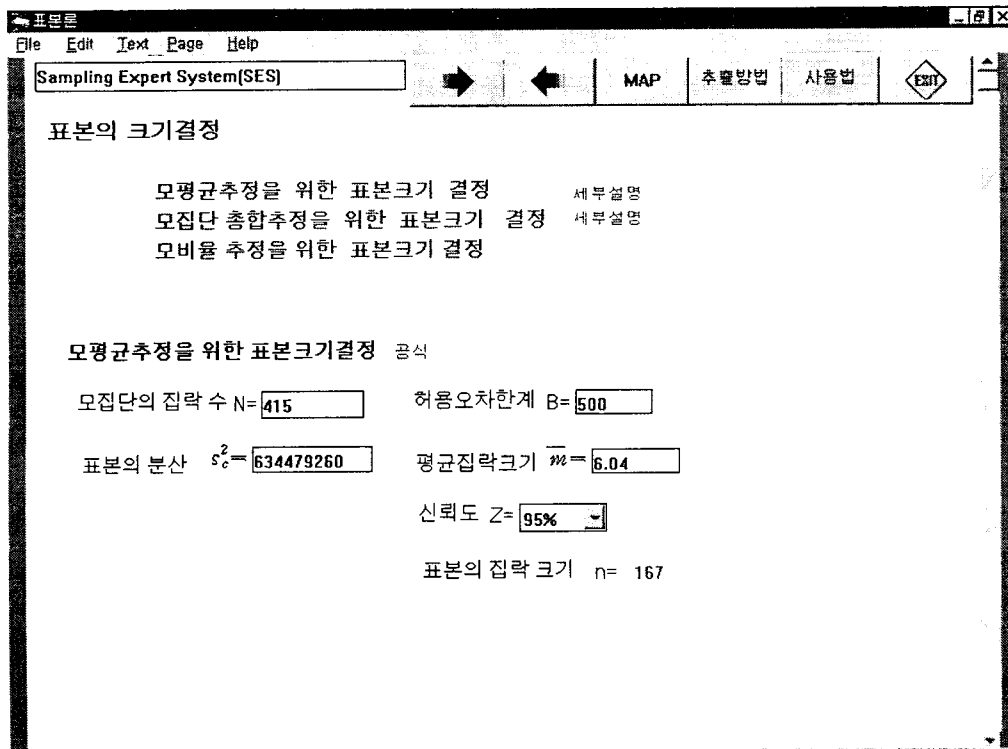 표본론
File Edit Text Page Help
Sampling Expert System(SES)
MAP 추출방법 사용법 EXIT
표본의 크기결정
모평균추정을 위한 표본크기 결정 세부설명
모집단 총합추정을 위한 표본크기 결정 세부설명
모비율 추정을 위한 표본크기 결정
모평균추정을 위한 표본크기결정 공식
모집단의 집락 수 N= 415 허용오차한계 B= 500
표본의 분산 s_c^2= 634479260 평균집락크기 m̅= 6.04
신뢰도 Z= 95%
표본의 집락 크기 n= 167